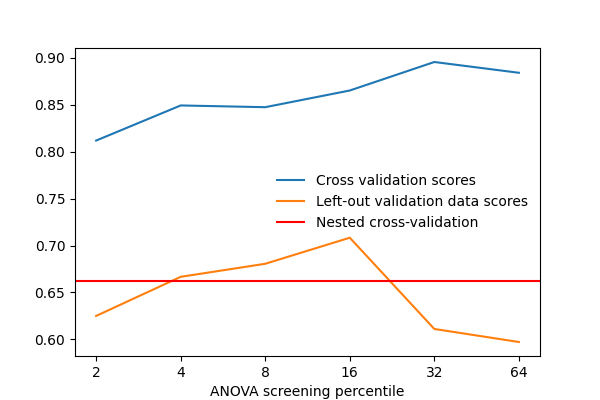 0.90
0.85
0.80
0.75
0.70
0.65
0.60
Cross validation scores
Left-out validation data scores
Nested cross-validation
2 4 8 16 32 64
ANOVA screening percentile